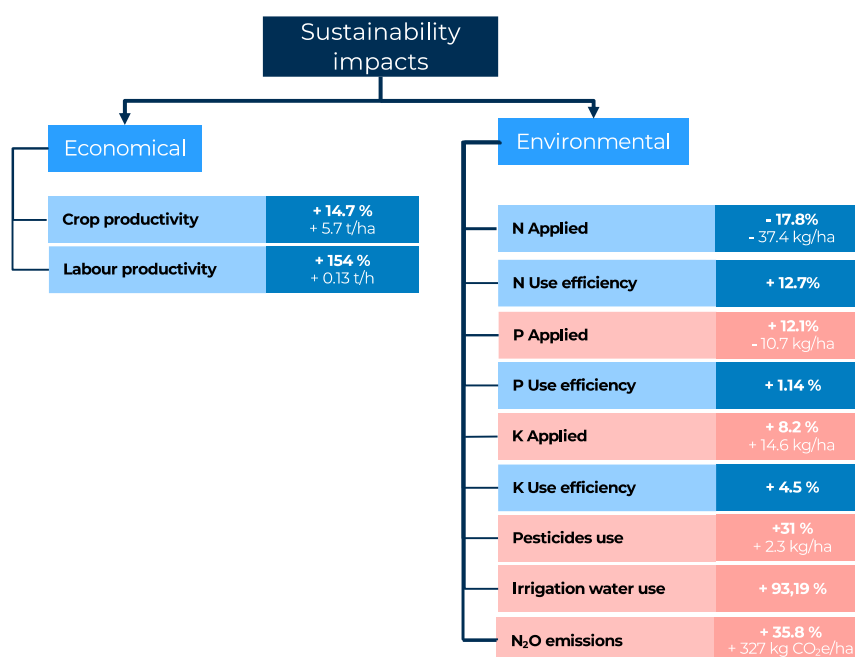 Sustainability
impacts
Economical
Crop productivity
+ 14.7 %
+ 5.7 t/ha
Labour productivity
+ 154 %
+ 0.13 t/h
Environmental
N Applied
- 17.8%
- 37.4 kg/ha
N Use efficiency
+ 12.7%
P Applied
+ 12.1%
- 10.7 kg/ha
P Use efficiency
+ 1.14 %
K Applied
+ 8.2 %
+ 14.6 kg/ha
K Use efficiency
+ 4.5 %
Pesticides use
+31 %
+ 2.3 kg/ha
Irrigation water use
+ 93,19 %
N₂O emissions
+ 35.8 %
+ 327 kg CO₂e/ha